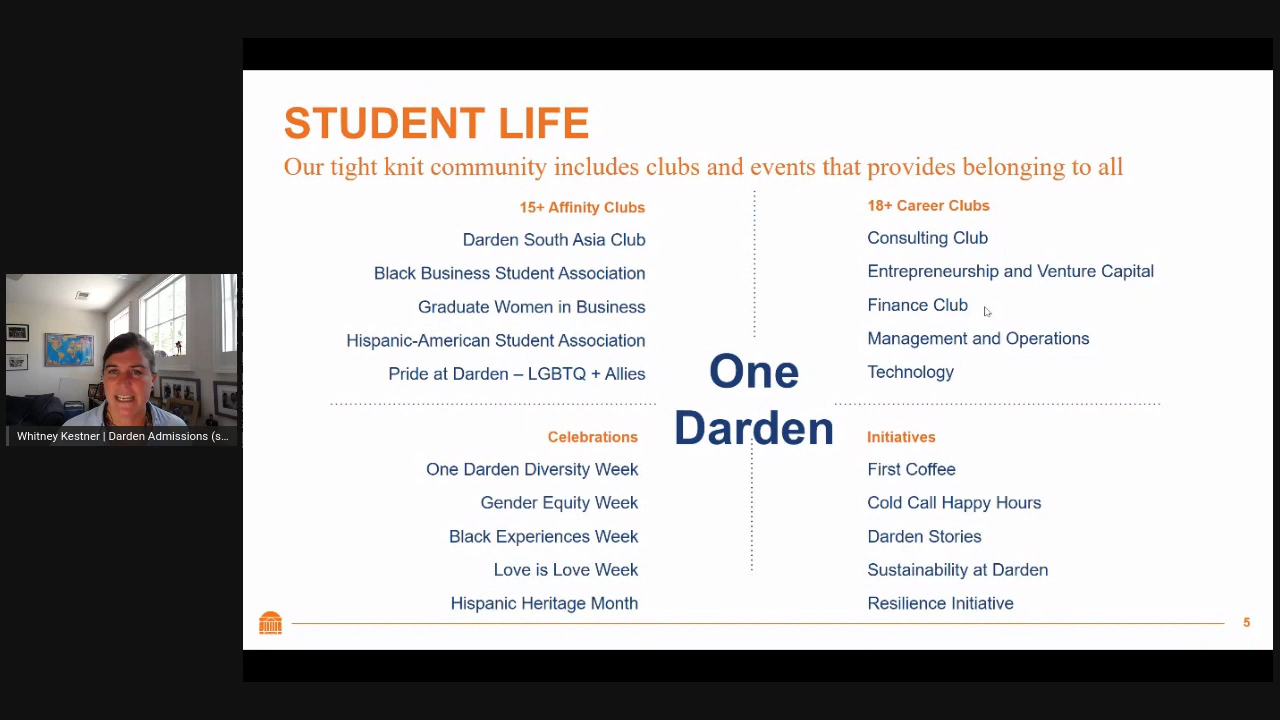 STUDENT LIFE
Our tight knit community includes clubs and events that provides belonging to all
15+ Affinity Clubs
Darden South Asia Club
Black Business Student Association
Graduate Women in Business
Hispanic-American Student Association
Pride at Darden – LGBTQ + Allies
18+ Career Clubs
Consulting Club
Entrepreneurship and Venture Capital
Finance Club
Management and Operations
Technology
One
Darden
Celebrations
One Darden Diversity Week
Gender Equity Week
Black Experiences Week
Love is Love Week
Hispanic Heritage Month
Initiatives
First Coffee
Cold Call Happy Hours
Darden Stories
Sustainability at Darden
Resilience Initiative
5
Whitney Kestner | Darden Admissions (s...